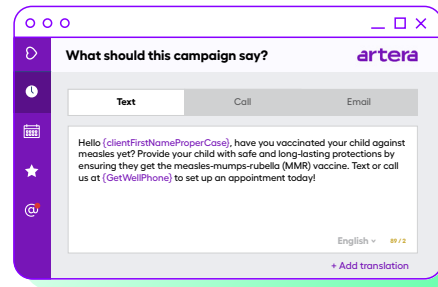 What should this campaign say?
artera
Text
Call
Email
Hello {clientFirstNameProperCase}, have you vaccinated your child against
measles yet? Provide your child with safe and long-lasting protections by
ensuring they get the measles-mumps-rubella (MMR) vaccine. Text or call
us at {GetWellPhone} to set up an appointment today!
English
89 / 2
+ Add translation